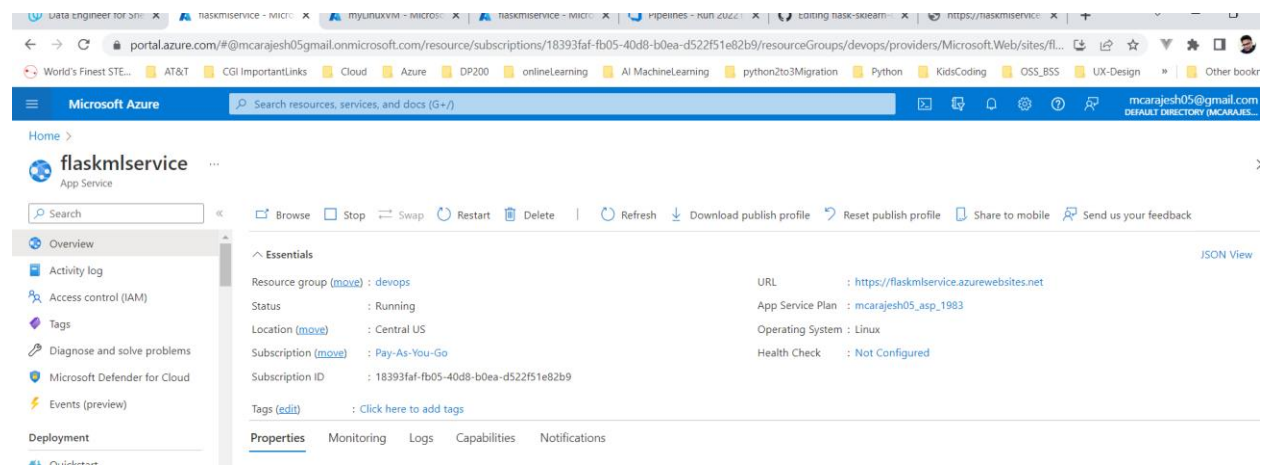 Data Engineer for Sne
flaskmlservice - Micro
myLinuxVM - Microso
flaskmlservice - Micro
Pipelines - Run 2022
Editing flask-sklearn-
https://flaskmlservice
portal.azure.com/#@mcarajesh05gmail.onmicrosoft.com/resource/subscriptions/18393faf-fb05-40d8-b0ea-d522f51e82b9/resourceGroups/devops/providers/Microsoft.Web/sites/fl...
World's Finest STE... AT&T CGI ImportantLinks Cloud Azure DP200 onlineLearning AI MachineLearning python2to3Migration Python KidsCoding OSS_BSS UX-Design » Other bookr
Microsoft Azure
Search resources, services, and docs (G+/)
mcarajesh05@gmail.com
DEFAULT DIRECTORY (MCARAJES...
Home >
flaskmlservice ...
App Service
Search «
Browse Stop Swap Restart Delete Refresh Download publish profile Reset publish profile Share to mobile Send us your feedback
Overview
Activity log
Access control (IAM)
Tags
Diagnose and solve problems
Microsoft Defender for Cloud
Events (preview)
Deployment
Quickstart
Essentials
JSON View
Resource group (move) : devops
Status : Running
Location (move) : Central US
Subscription (move) : Pay-As-You-Go
Subscription ID : 18393faf-fb05-40d8-b0ea-d522f51e82b9
URL : https://flaskmlservice.azurewebsites.net
App Service Plan : mcarajesh05_asp_1983
Operating System : Linux
Health Check : Not Configured
Tags (edit) : Click here to add tags
Properties Monitoring Logs Capabilities Notifications